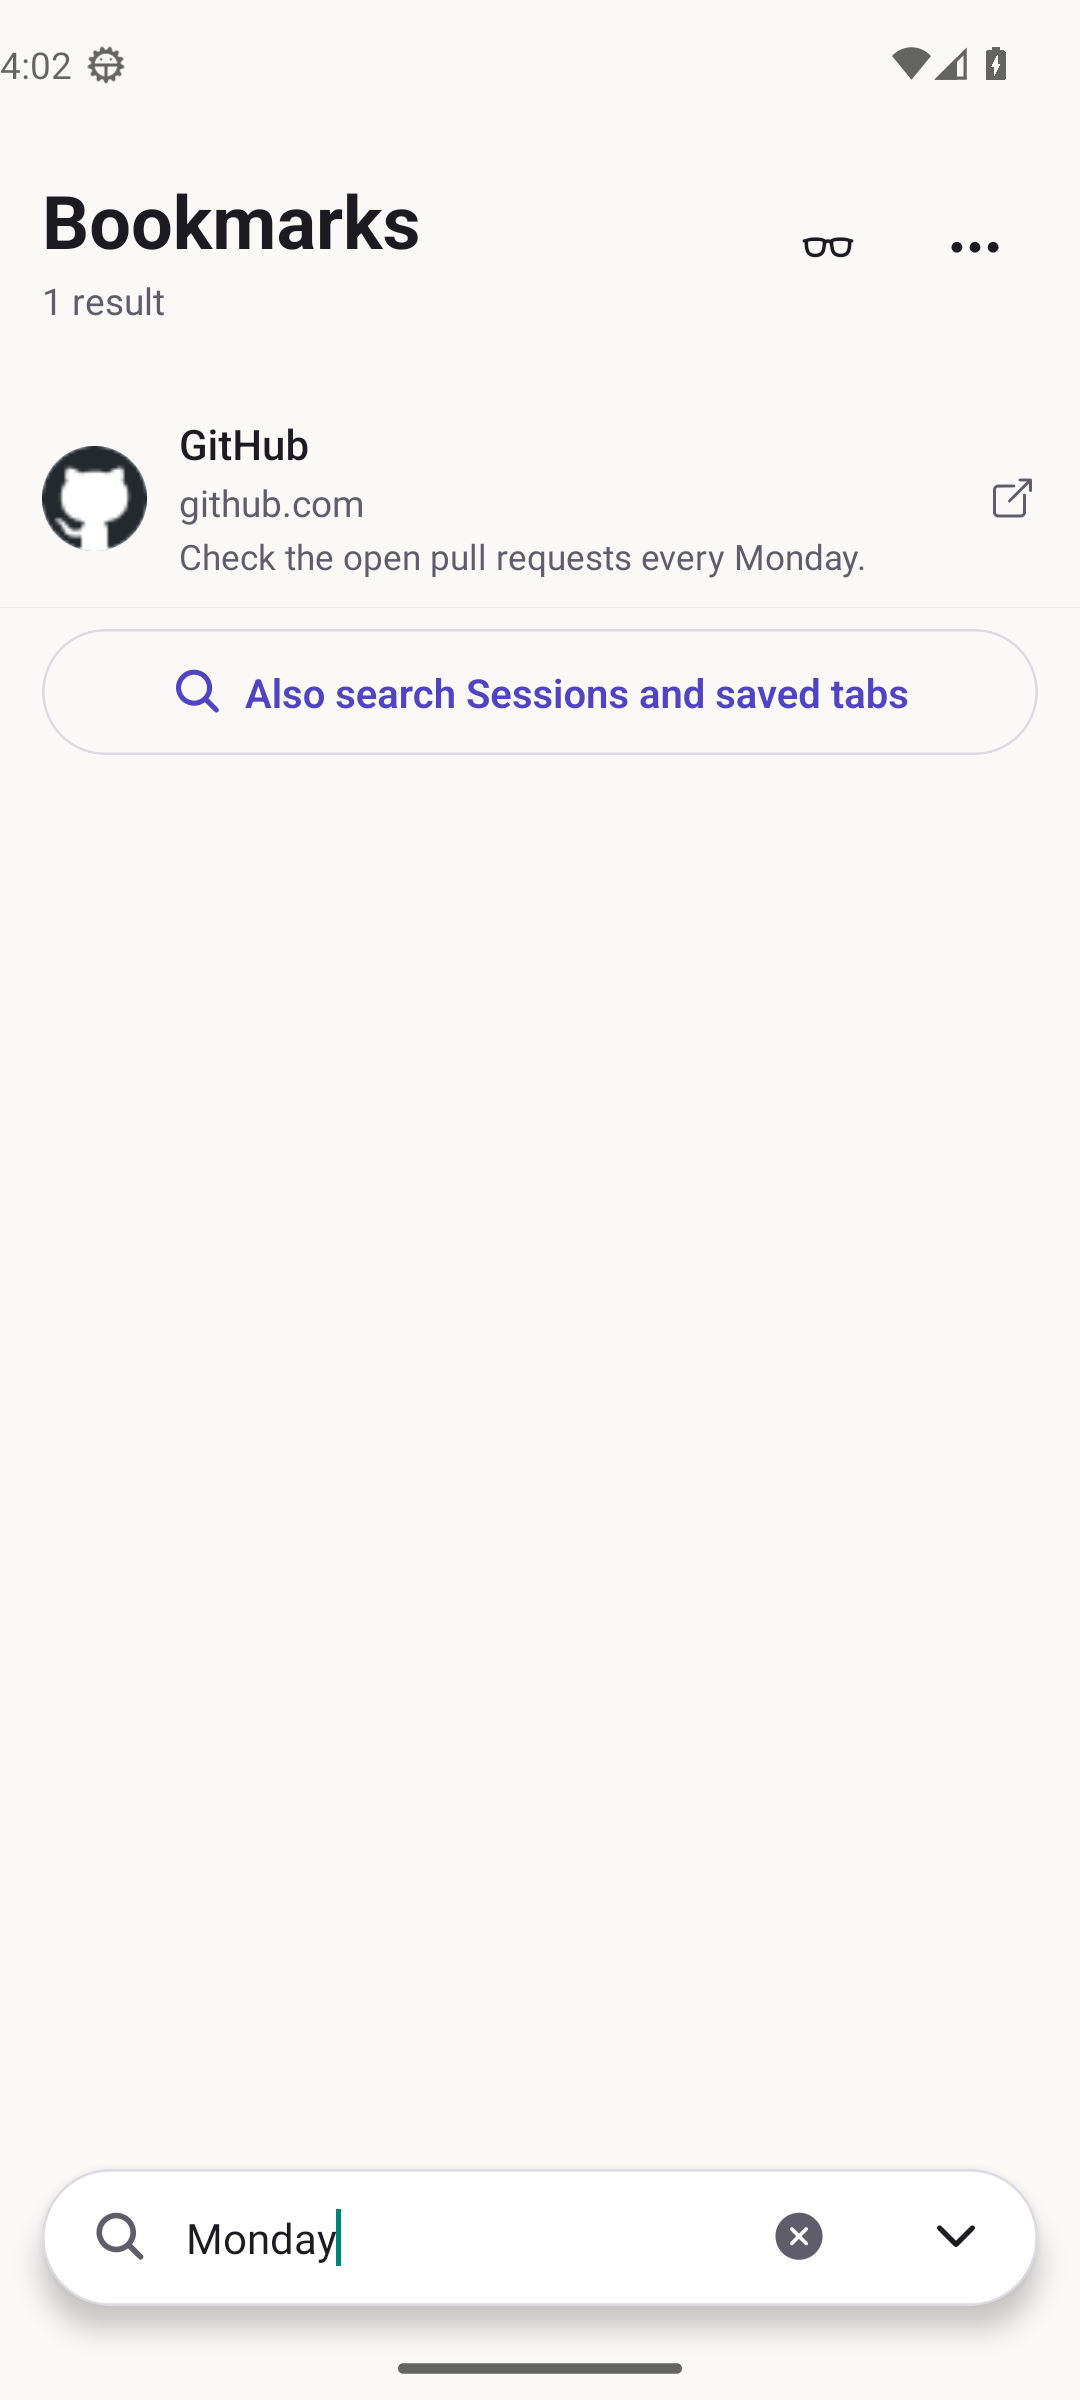 4:02
Bookmarks
1 result
GitHub
github.com
Check the open pull requests every Monday.
Also search Sessions and saved tabs
Monday